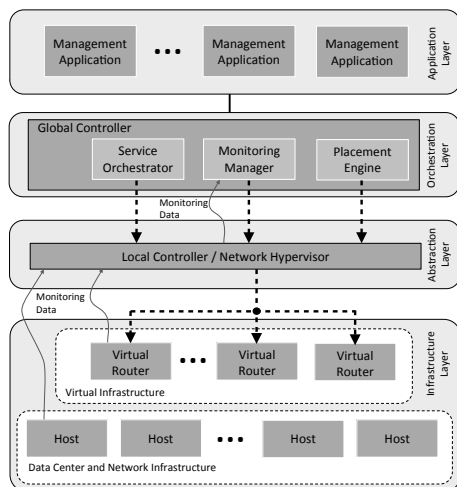 Management
Application
•••
Management
Application
Management
Application
Application
Layer
Global Controller
Service
Orchestrator
Monitoring
Manager
Placement
Engine
Orchestration
Layer
Monitoring
Data
Local Controller / Network Hypervisor
Abstraction
Layer
Monitoring
Data
Virtual
Router
•••
Virtual
Router
Virtual
Router
Virtual Infrastructure
Infrastructure
Layer
Host
Host
•••
Host
Host
Data Center and Network Infrastructure